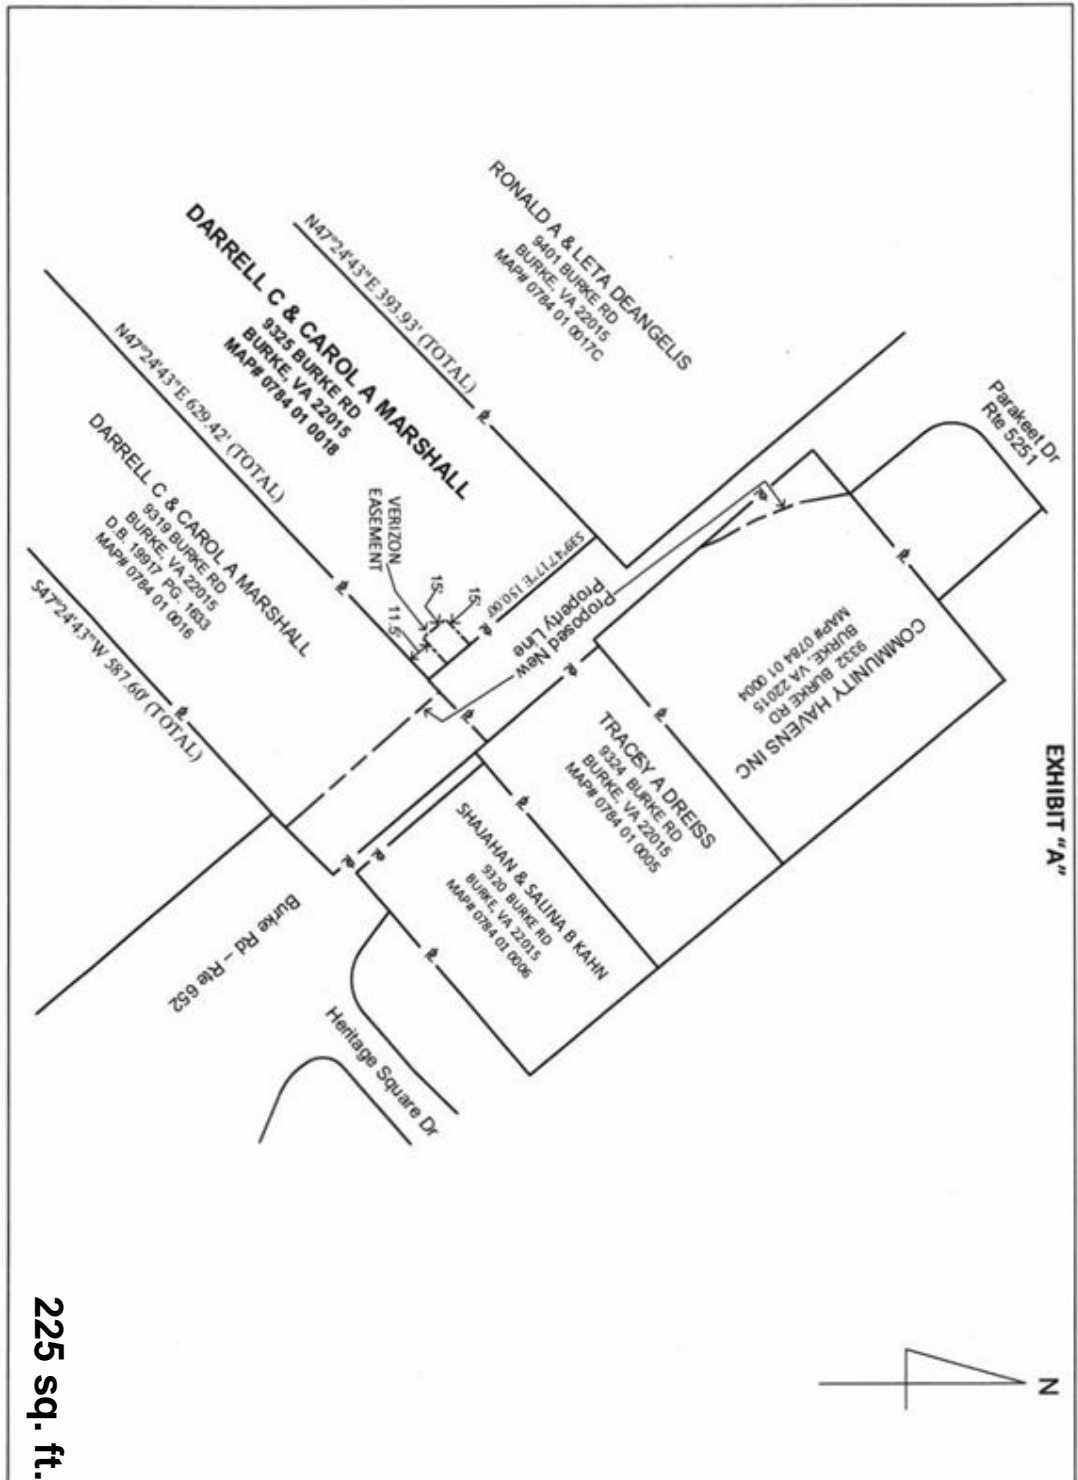 EXHIBIT "A"
N
Parakeet Dr
Rte 5251
RONALD A & LETA DEANGELIS
9401 BURKE RD
BURKE, VA 22015
MAP# 0784 01 0017C
N47°24'43"E 393.93' (TOTAL)
DARRELL C & CAROL A MARSHALL
9325 BURKE RD
BURKE, VA 22015
MAP# 0784 01 0018
N47°24'43"E 629.42' (TOTAL)
DARRELL C & CAROL A MARSHALL
9319 BURKE RD
BURKE, VA 22015
D.B. 19917 PG. 1633
MAP# 0784 01 0016
S47°24'43"W 587.60' (TOTAL)
VERIZON
EASEMENT
15'
15'
11.5'
S39°47'17"E 150.00'
Proposed New
Property Line
COMMUNITY HAVENS INC
9332 BURKE RD
BURKE, VA 22015
MAP# 0784 01 0004
TRACEY A DREISS
9324 BURKE RD
BURKE, VA 22015
MAP# 0784 01 0005
SHAJAHAN & SALINA B KAHN
9320 BURKE RD
BURKE, VA 22015
MAP# 0784 01 0006
Burke Rd - Rte 652
Heritage Square Dr
225 sq. ft.